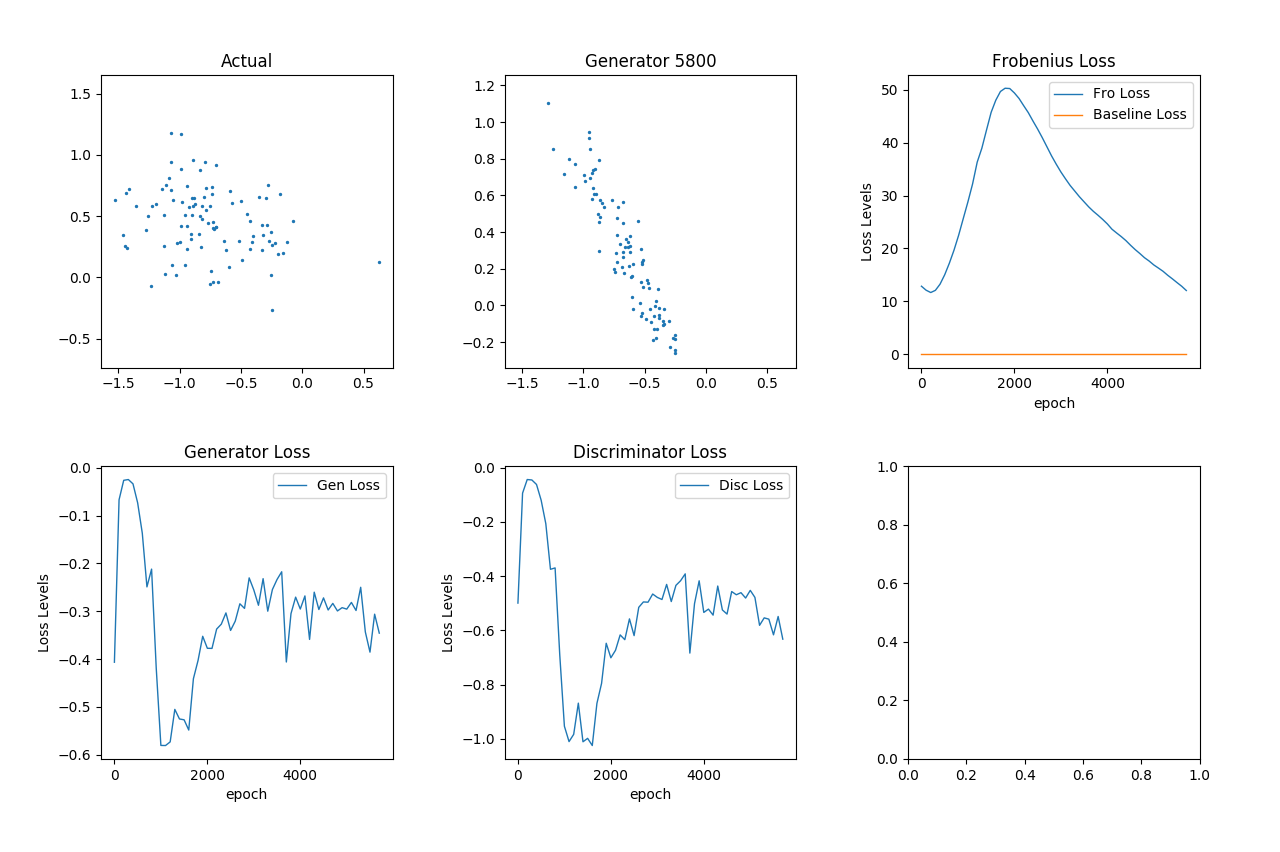 Actual
1.5
1.0
0.5
0.0
−0.5
−1.5 −1.0 −0.5 0.0 0.5
Generator 5800
1.2
1.0
0.8
0.6
0.4
0.2
0.0
−0.2
−1.5 −1.0 −0.5 0.0 0.5
Frobenius Loss
Fro Loss
Baseline Loss
Loss Levels
50
40
30
20
10
0
0 2000 4000
epoch
Generator Loss
Gen Loss
Loss Levels
0.0
−0.1
−0.2
−0.3
−0.4
−0.5
−0.6
0 2000 4000
epoch
Discriminator Loss
Disc Loss
Loss Levels
0.0
−0.2
−0.4
−0.6
−0.8
−1.0
0 2000 4000
epoch
1.0
0.8
0.6
0.4
0.2
0.0
0.0 0.2 0.4 0.6 0.8 1.0